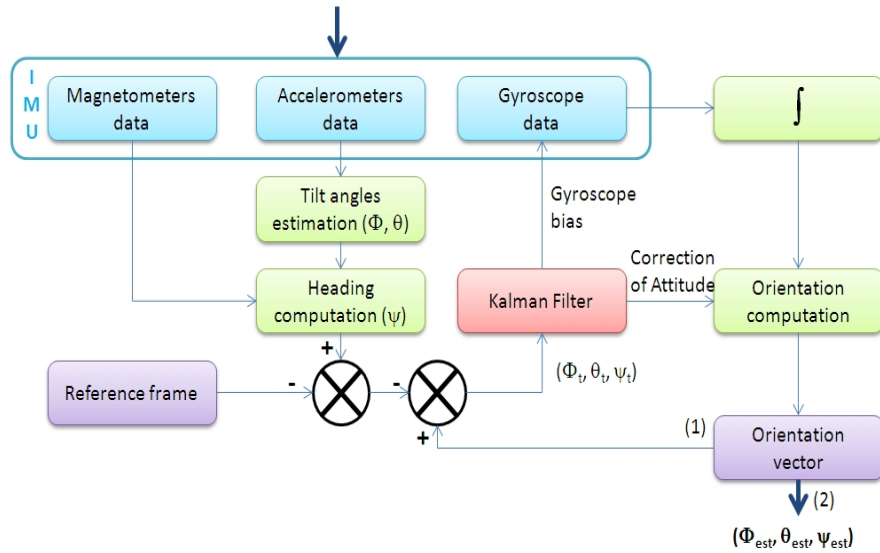 I
M
U
Magnetometers
data
Accelerometers
data
Gyroscope
data
∫
Tilt angles
estimation (Φ, θ)
Gyroscope
bias
Correction
of Attitude
Heading
computation (ψ)
Kalman Filter
Orientation
computation
+
Reference frame
-
-
(Φt, θt, ψt)
+
(1)
Orientation
vector
(2)
(Φest, θest, ψest)